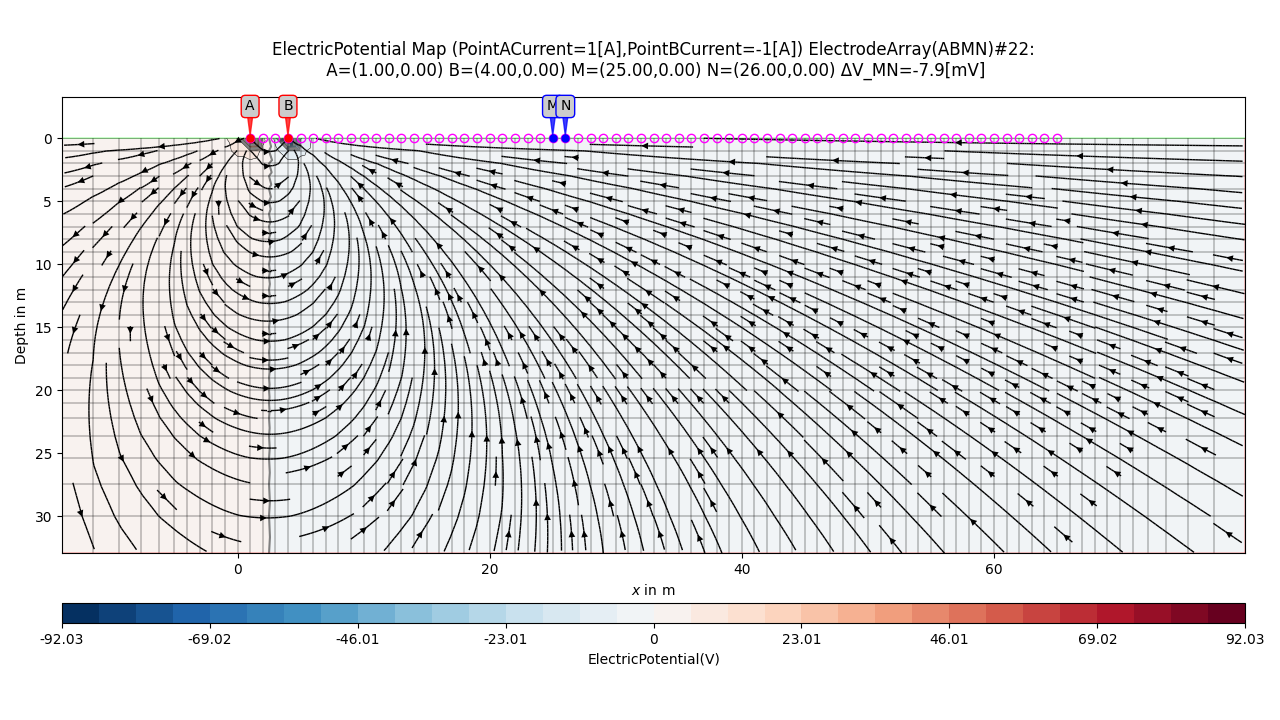 ElectricPotential Map (PointACurrent=1[A],PointBCurrent=-1[A]) ElectrodeArray(ABMN)#22:
A=(1.00,0.00) B=(4.00,0.00) M=(25.00,0.00) N=(26.00,0.00) ΔV_MN=-7.9[mV]
A B M N
0
5
10
15
20
25
30
Depth in m
0 20 40 60
x in m
-92.03 -69.02 -46.01 -23.01 0 23.01 46.01 69.02 92.03
ElectricPotential(V)